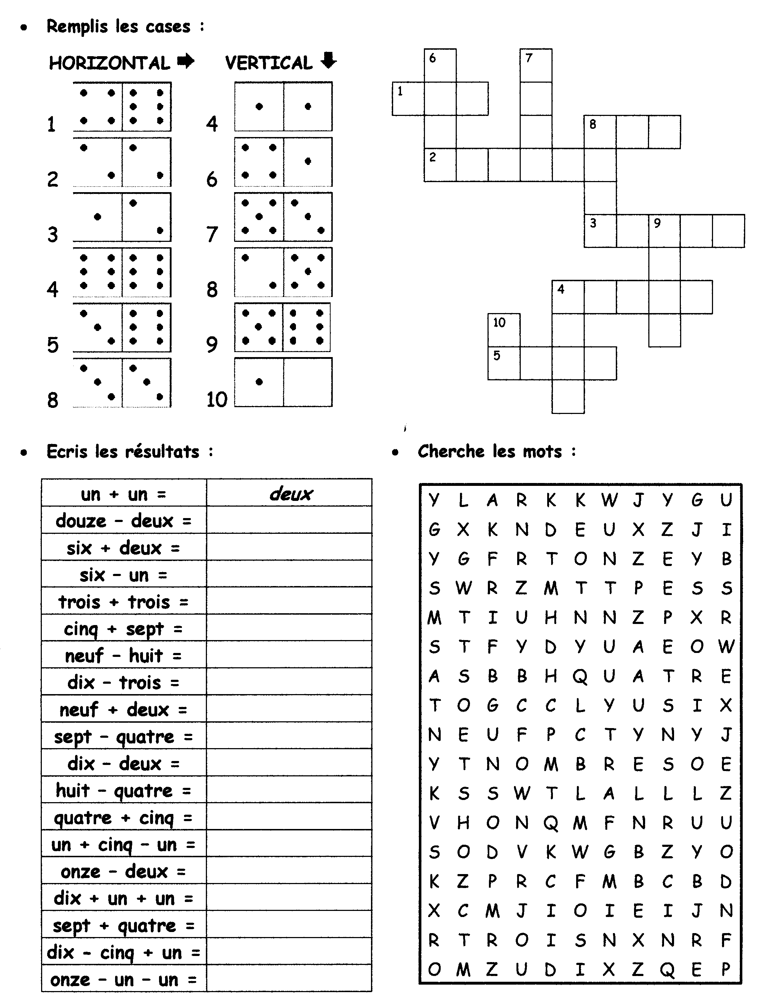 • Remplis les cases :
HORIZONTAL VERTICAL
1
2
3
4
5
8
4
6
7
8
9
10
6 7
1
8
2
3 9
4
10
5
• Ecris les résultats :
un + un = deux
douze - deux =
six + deux =
six - un =
trois + trois =
cinq + sept =
neuf - huit =
dix - trois =
neuf + deux =
sept - quatre =
dix - deux =
huit - quatre =
quatre + cinq =
un + cinq - un =
onze - deux =
dix + un + un =
sept + quatre =
dix - cinq + un =
onze - un - un =
• Cherche les mots :
Y L A R K K W J Y G U
G X K N D E U X Z J I
Y G F R T O N Z E Y B
S W R Z M T T P E S S
M T I U H N N Z P X R
S T F Y D Y U A E O W
A S B B H Q U A T R E
T O G C C L Y U S I X
N E U F P C T Y N Y J
Y T N O M B R E S O E
K S S W T L A L L L Z
V H O N Q M F N R U U
S O D V K W G B Z Y O
K Z P R C F M B C B D
X C M J I O I E I J N
R T R O I S N X N R F
O M Z U D I X Z Q E P